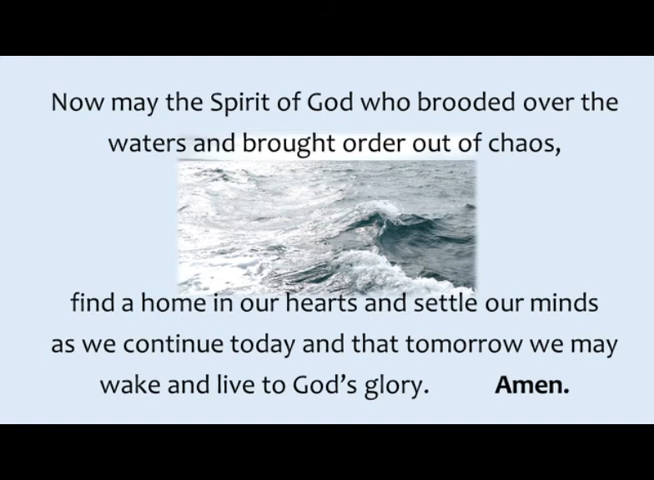 Now may the Spirit of God who brooded over the
waters and brought order out of chaos,
find a home in our hearts and settle our minds
as we continue today and that tomorrow we may
wake and live to God’s glory. Amen.